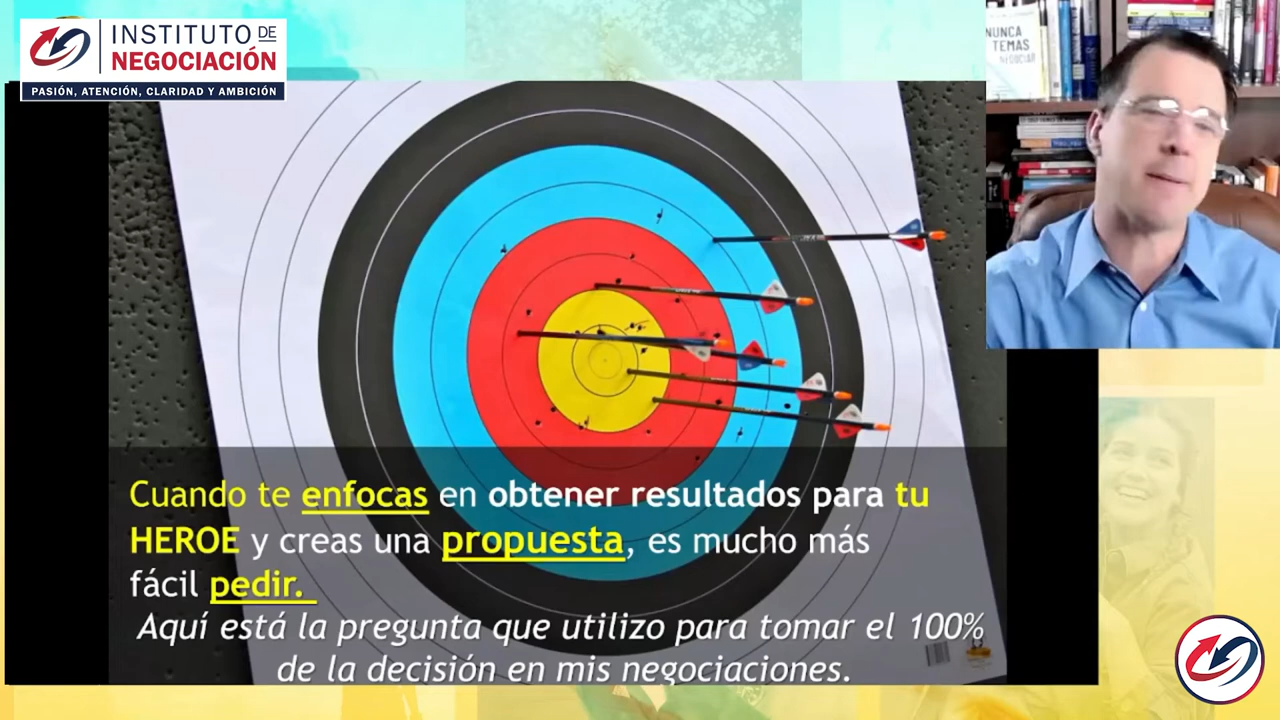 INSTITUTO DE
NEGOCIACIÓN
PASIÓN, ATENCIÓN, CLARIDAD Y AMBICIÓN
NUNCA
TEMAS
NEGOCIAR
Cuando te enfocas en obtener resultados para tu
HEROE y creas una propuesta, es mucho más
fácil pedir.
Aquí está la pregunta que utilizo para tomar el 100%
de la decisión en mis negociaciones.